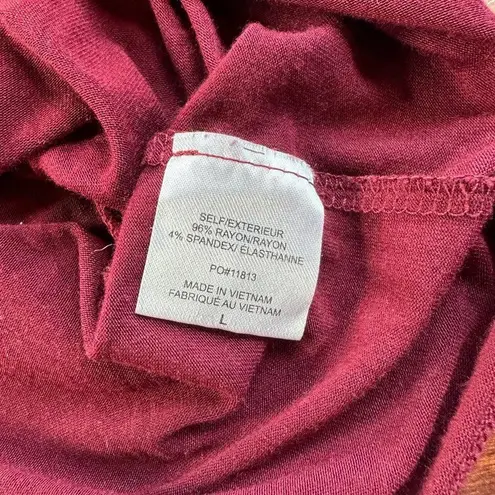 SELF/EXTERIEUR
96% RAYON/RAYON
4% SPANDEX/ ÉLASTHANNE
PO#11813
MADE IN VIETNAM
FABRIQUÉ AU VIETNAM
L